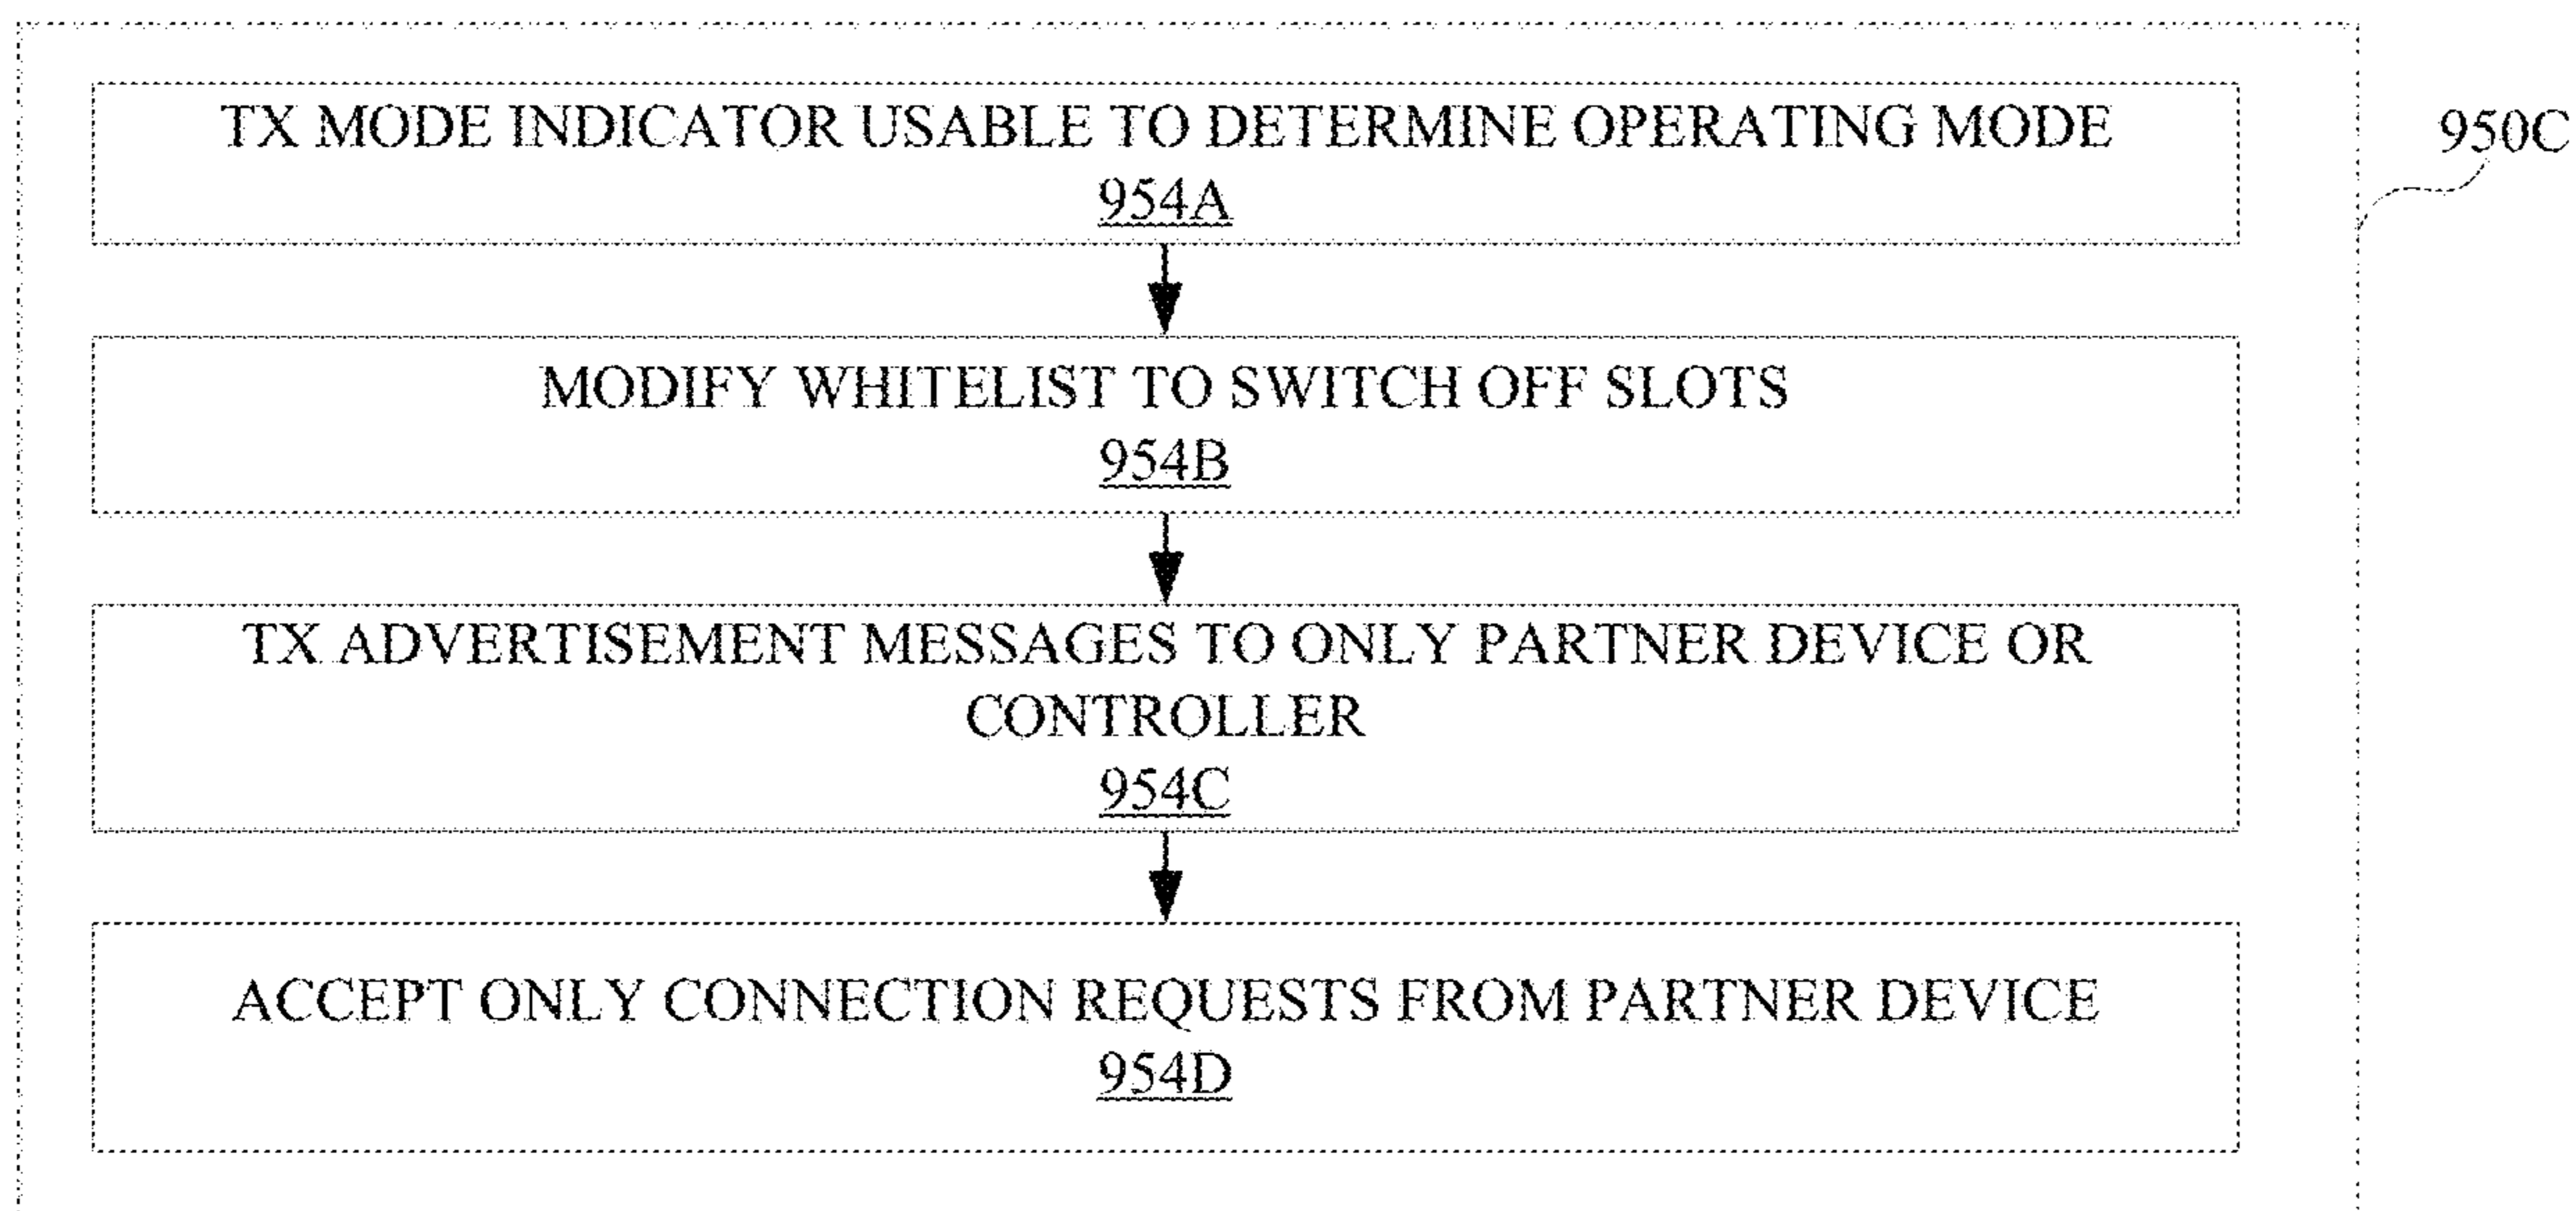 TX MODE INDICATOR USABLE TO DETERMINE OPERATING MODE
954A
950C
MODIFY WHITELIST TO SWITCH OFF SLOTS
954B
TX ADVERTISEMENT MESSAGES TO ONLY PARTNER DEVICE OR
CONTROLLER
954C
ACCEPT ONLY CONNECTION REQUESTS FROM PARTNER DEVICE
954D